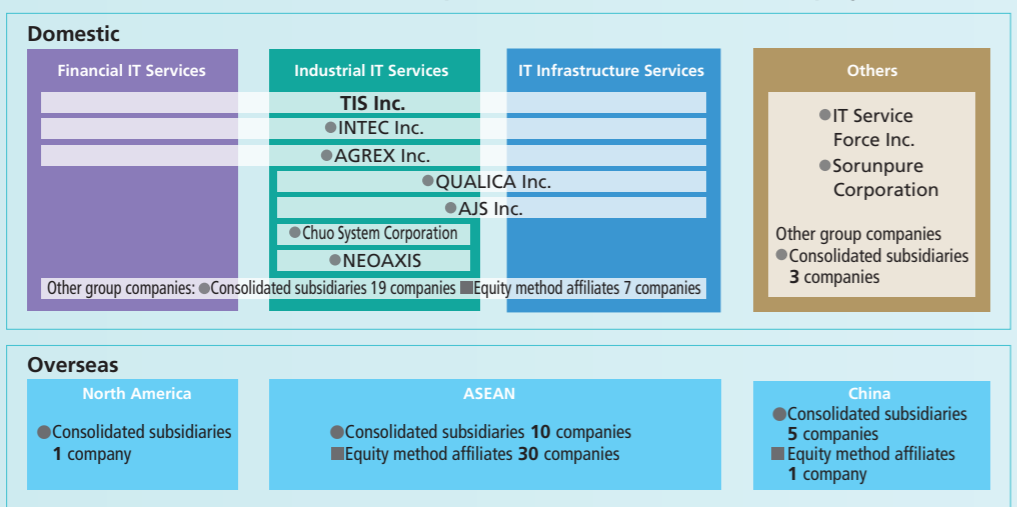 Domestic
Financial IT Services
Industrial IT Services
IT Infrastructure Services
Others
TIS Inc.
●INTEC Inc.
●AGREX Inc.
●QUALICA Inc.
●AJS Inc.
●Chuo System Corporation
●NEOAXIS
Other group companies: ●Consolidated subsidiaries 19 companies ■Equity method affiliates 7 companies
●IT Service
Force Inc.
●Sorunpure
Corporation
Other group companies
●Consolidated subsidiaries
3 companies
Overseas
North America
●Consolidated subsidiaries
1 company
ASEAN
●Consolidated subsidiaries 10 companies
■Equity method affiliates 30 companies
China
●Consolidated subsidiaries
5 companies
■Equity method affiliates
1 company